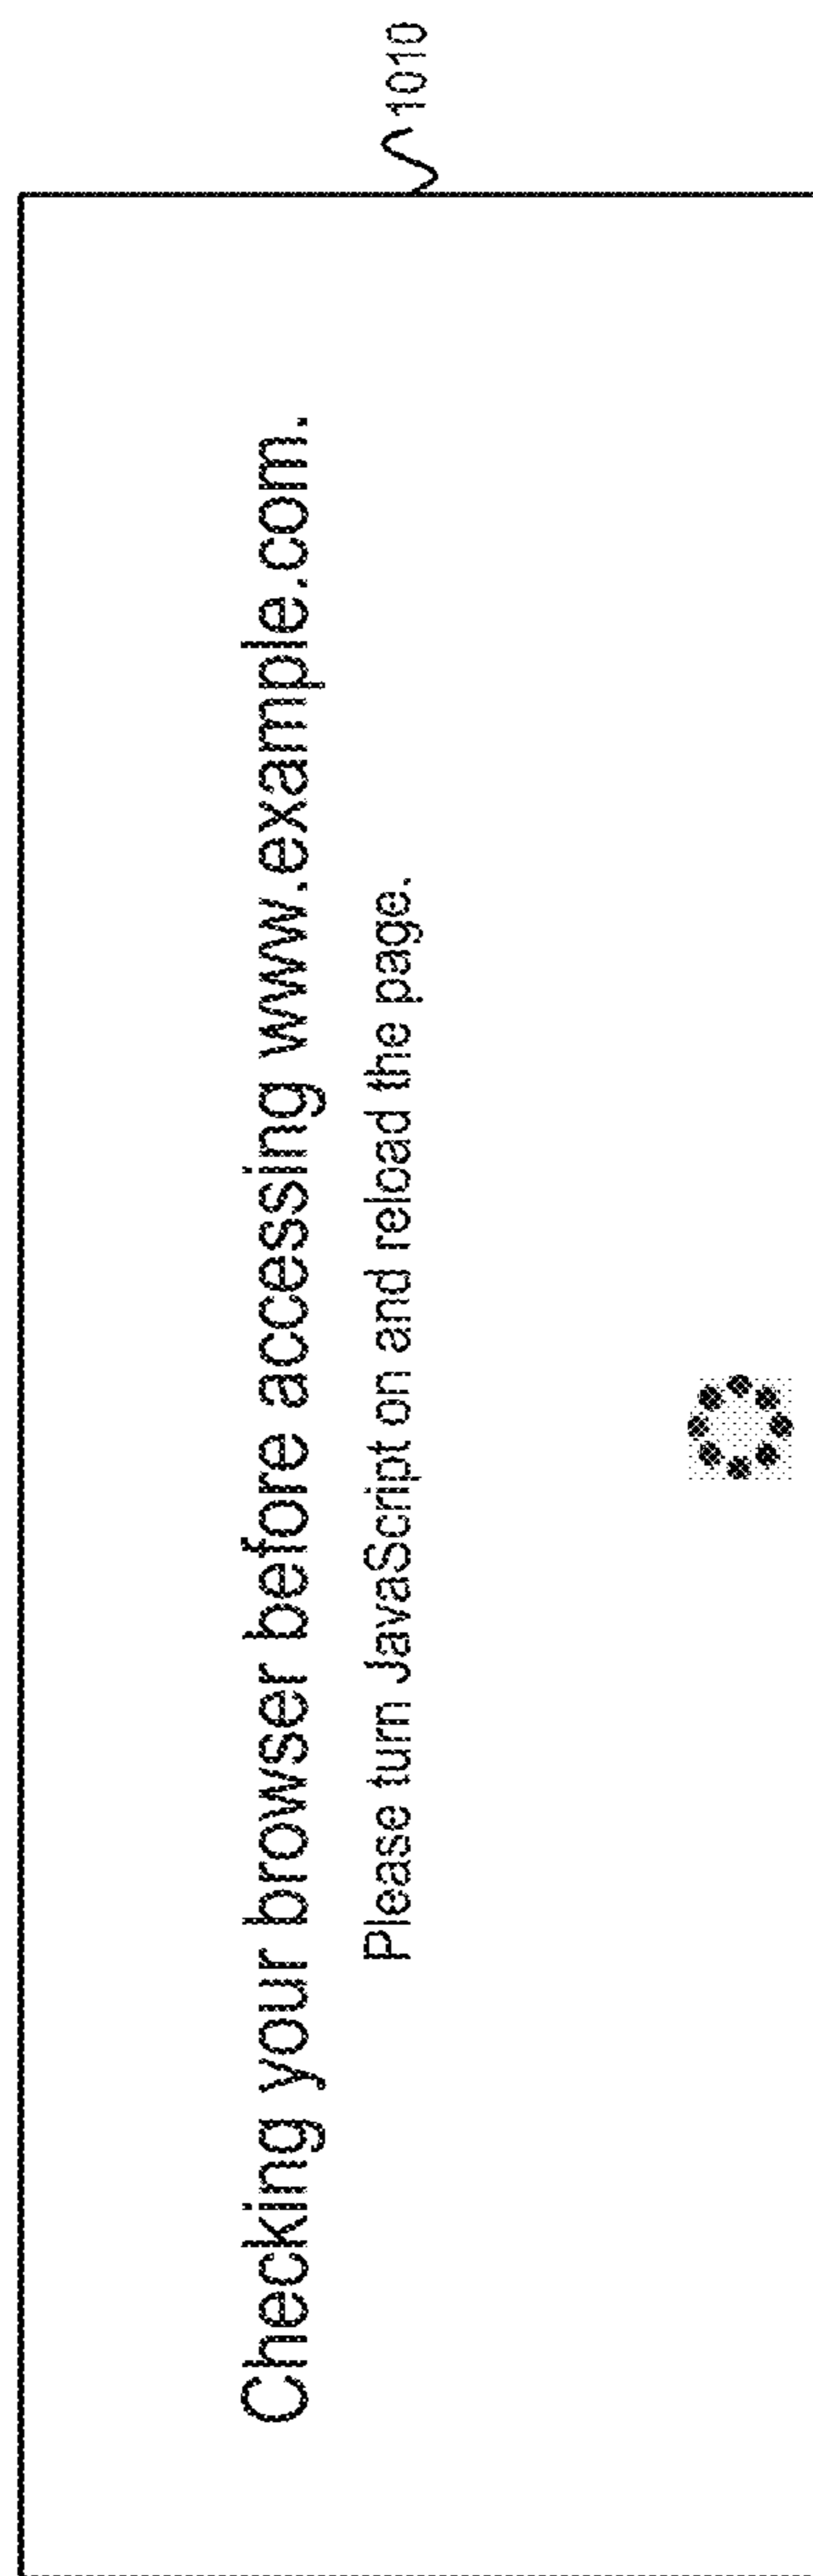 Checking your browser before accessing www.example.com.
Please turn JavaScript on and reload the page.
1010